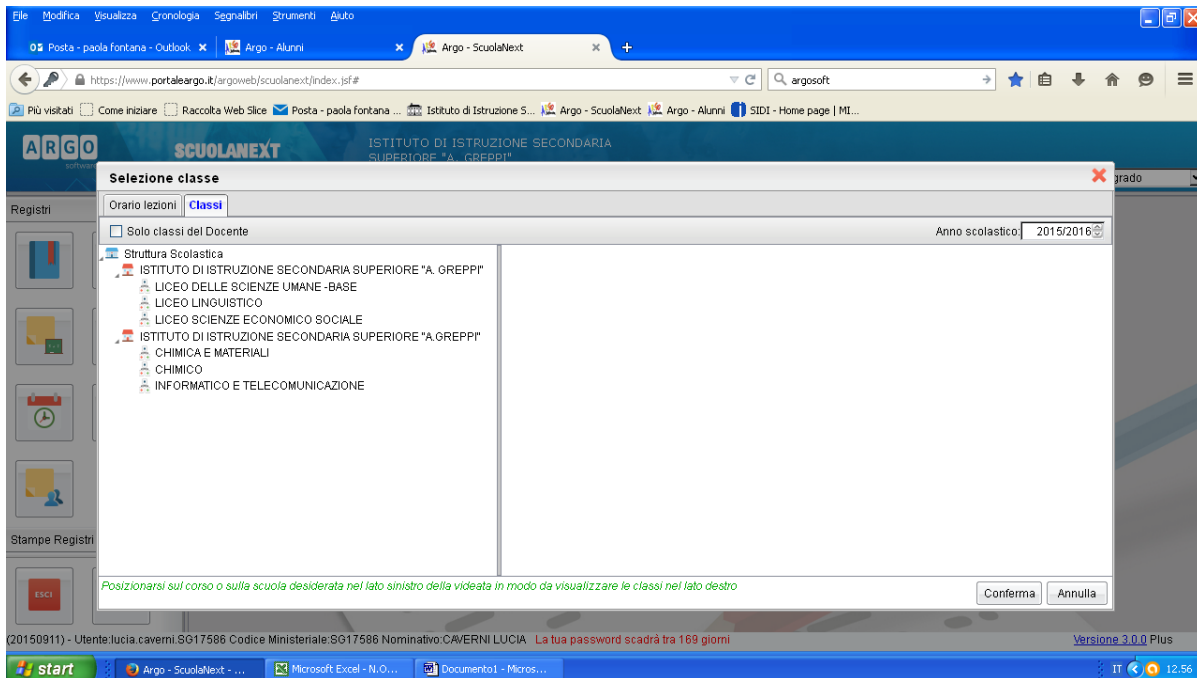 File Modifica Visualizza Cronologia Segnalibri Strumenti Aiuto
Posta - paola fontana - Outlook × Argo - Alunni × Argo - ScuolaNext × +
https://www.portaleargo.it/argoweb/scuolanext/index.jsf# argosoft
Più visitati Come iniziare Raccolta Web Slice Posta - paola fontana ... Istituto di Istruzione S... Argo - ScuolaNext Argo - Alunni SIDI - Home page | MI...
ARGO software SCUOLANEXT ISTITUTO DI ISTRUZIONE SECONDARIA
SUPERIORE "A. GREPPI"
Selezione classe
grado
Registri
Orario lezioni Classi
Solo classi del Docente Anno scolastico: 2015/2016
Struttura Scolastica
ISTITUTO DI ISTRUZIONE SECONDARIA SUPERIORE "A. GREPPI"
LICEO DELLE SCIENZE UMANE -BASE
LICEO LINGUISTICO
LICEO SCIENZE ECONOMICO SOCIALE
ISTITUTO DI ISTRUZIONE SECONDARIA SUPERIORE "A.GREPPI"
CHIMICA E MATERIALI
CHIMICO
INFORMATICO E TELECOMUNICAZIONE
Stampe Registri
ESCI
Posizionarsi sul corso o sulla scuola desiderata nel lato sinistro della videata in modo da visualizzare le classi nel lato destro
Conferma Annulla
(20150911) - Utente:lucia.caverni.SG17586 Codice Ministeriale:SG17586 Nominativo:CAVERNI LUCIA La tua password scadrà tra 169 giorni Versione 3.0.0 Plus
start Argo - ScuolaNext - ... Microsoft Excel - N.O... Documento1 - Micros... IT 12.56